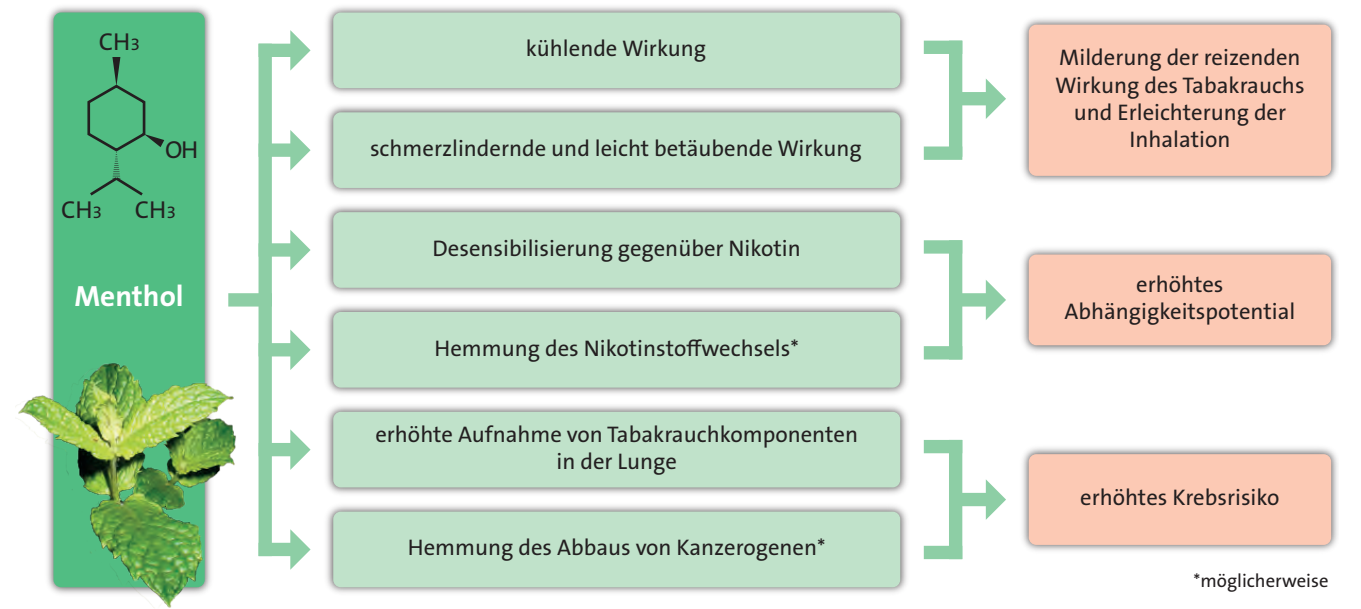 CH3
OH
CH3 CH3
Menthol
kühlende Wirkung
schmerzlindernde und leicht betäubende Wirkung
Desensibilisierung gegenüber Nikotin
Hemmung des Nikotinstoffwechsels*
erhöhte Aufnahme von Tabakrauchkomponenten
in der Lunge
Hemmung des Abbaus von Kanzerogenen*
Milderung der reizenden
Wirkung des Tabakrauchs
und Erleichterung der
Inhalation
erhöhtes
Abhängigkeitspotential
erhöhtes Krebsrisiko
*möglicherweise